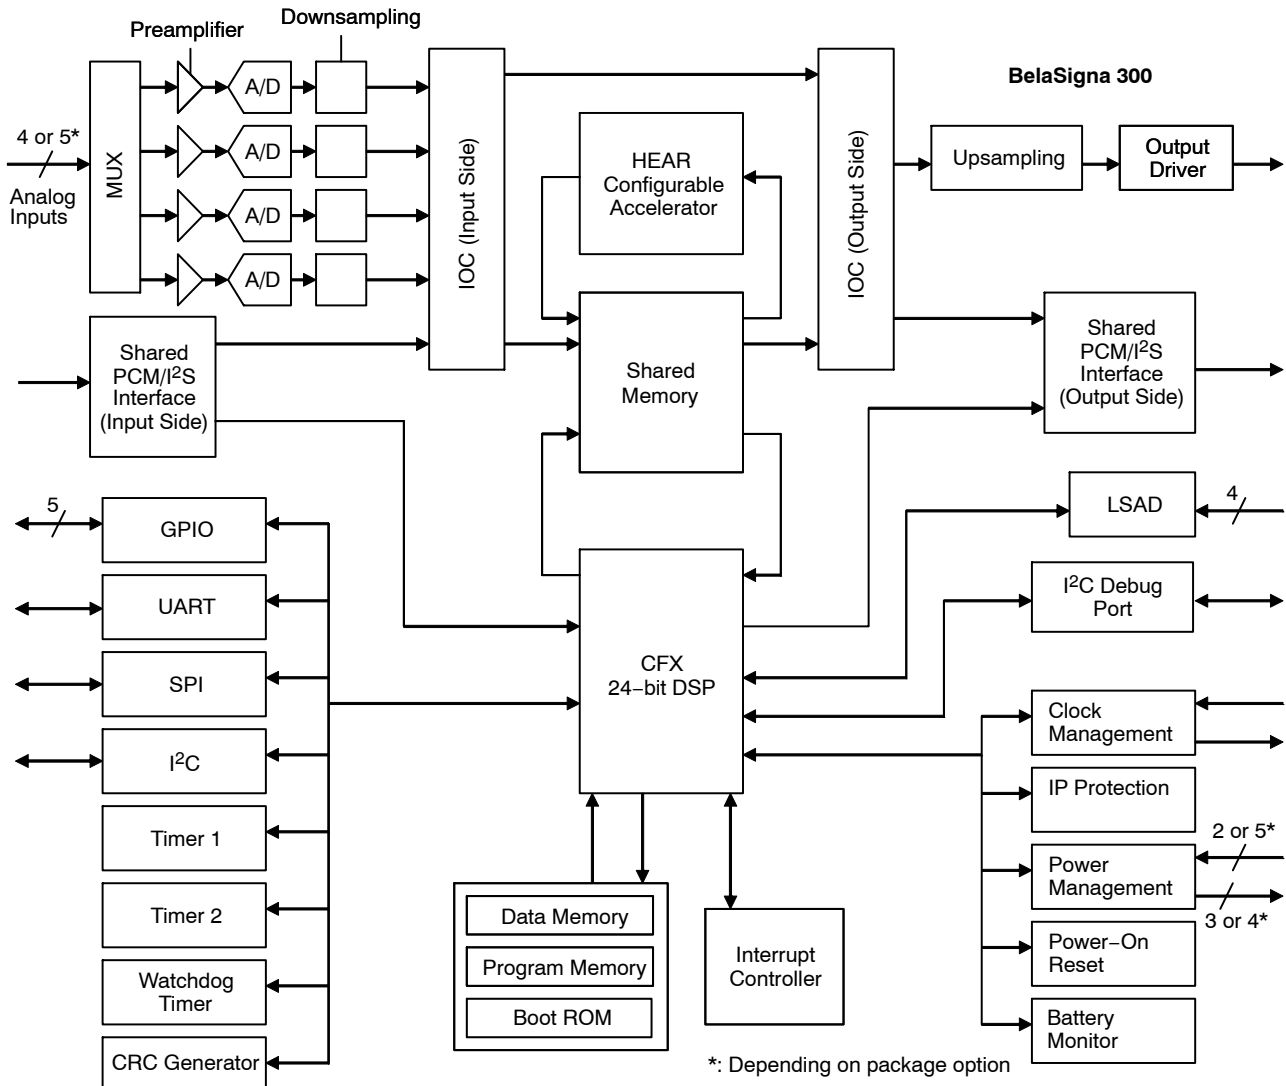 Downsampling
Preamplifier
BelaSigna 300
4 or 5*
Analog
Inputs
MUX
A/D
A/D
A/D
A/D
IOC (Input Side)
HEAR
Configurable
Accelerator
IOC (Output Side)
Upsampling
Output
Driver
Shared
PCM/I²S
Interface
(Input Side)
Shared
Memory
Shared
PCM/I²S
Interface
(Output Side)
5
GPIO
UART
SPI
I²C
Timer 1
Timer 2
Watchdog
Timer
CRC Generator
CFX
24−bit DSP
LSAD
4
I²C Debug
Port
Clock
Management
IP Protection
Power
Management
2 or 5*
3 or 4*
Power−On
Reset
Battery
Monitor
Data Memory
Program Memory
Boot ROM
Interrupt
Controller
*: Depending on package option